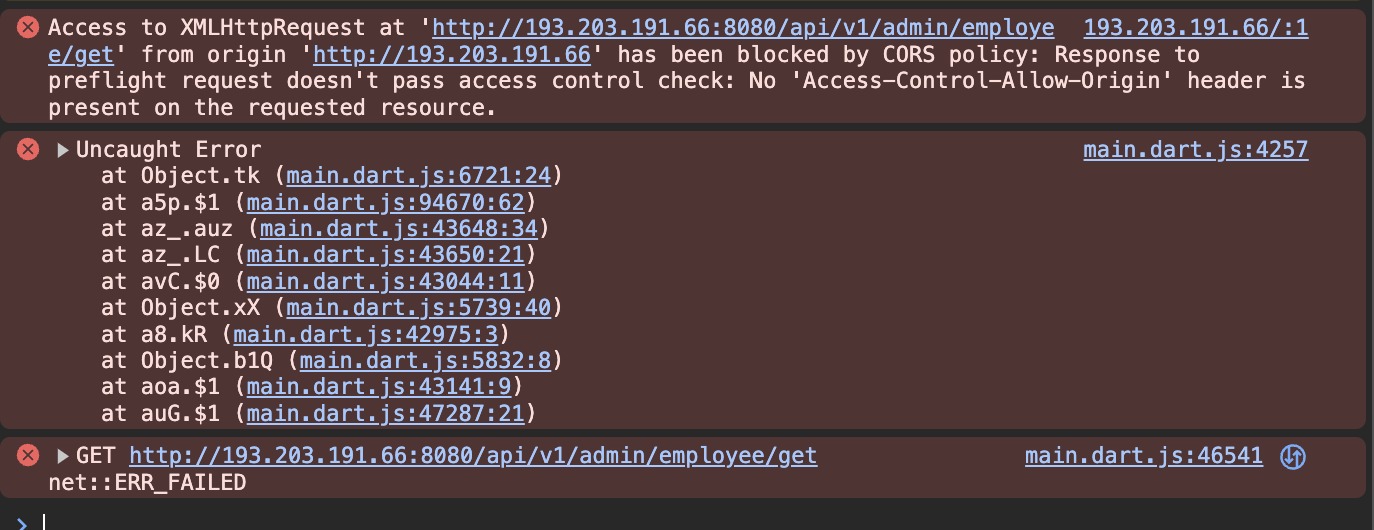 Access to XMLHttpRequest at 'http://193.203.191.66:8080/api/v1/admin/employe 193.203.191.66/:1
e/get' from origin 'http://193.203.191.66' has been blocked by CORS policy: Response to
preflight request doesn't pass access control check: No 'Access-Control-Allow-Origin' header is
present on the requested resource.
Uncaught Error main.dart.js:4257
at Object.tk (main.dart.js:6721:24)
at a5p.$1 (main.dart.js:94670:62)
at az_.auz (main.dart.js:43648:34)
at az_.LC (main.dart.js:43650:21)
at avC.$0 (main.dart.js:43044:11)
at Object.xX (main.dart.js:5739:40)
at a8.kR (main.dart.js:42975:3)
at Object.b1Q (main.dart.js:5832:8)
at aoa.$1 (main.dart.js:43141:9)
at auG.$1 (main.dart.js:47287:21)
GET http://193.203.191.66:8080/api/v1/admin/employee/get main.dart.js:46541
net::ERR_FAILED